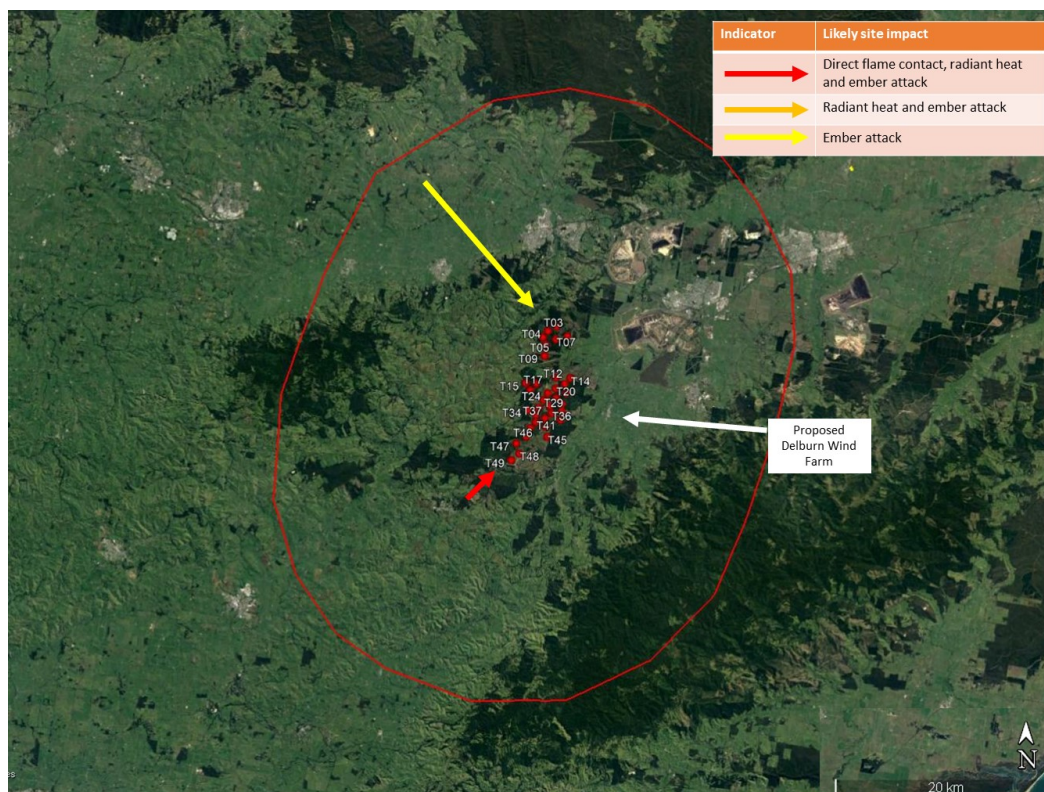 Indicator Likely site impact
Direct flame contact, radiant heat
and ember attack
Radiant heat and ember attack
Ember attack
T03
T04
T07
T05
T09
T12
T14
T17
T15
T20
T24
T29
T37
T34
T36
T41
T46
T45
T47
T48
T49
Proposed
Delburn Wind
Farm
N
20 km
es